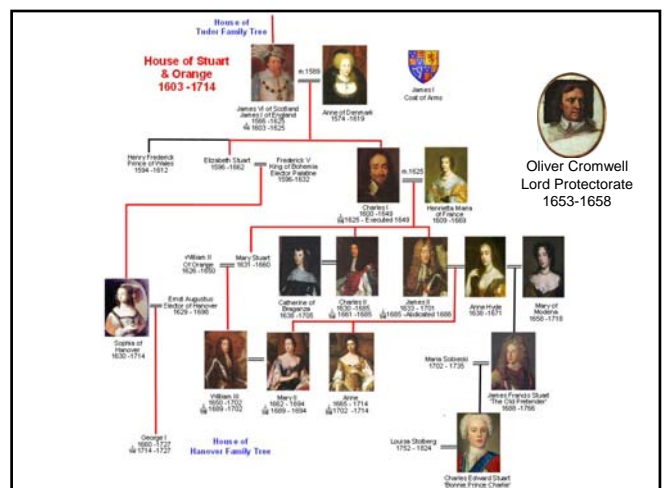 House of
Tudor Family Tree
House of Stuart
& Orange
1603 -1714
m.1589
James VI of Scotland
James I of England
1566 -1625
1603 -1625
Anne of Denmark
1574 -1619
James I
Coat of Arms
Oliver Cromwell
Lord Protectorate
1653-1658
Henry Frederick
Prince of Wales
1594 -1612
Elizabeth Stuart
1596 -1662
Frederick V
King of Bohemia
Elector Palatine
1596-1632
Charles I
1600 -1649
1625 - Executed 1649
m.1625
Henrietta Maria
of France
1609 -1669
William II
Of Orange
1626 -1650
Mary Stuart
1631 -1660
Catherine of
Braganza
1638 -1705
Charles II
1630 -1685
1661 -1685
James II
1633 - 1701
1685 -Abdicated 1688
Anne Hyde
1638 -1671
Mary of
Modena
1658 -1718
Sophia of
Hanover
1630 -1714
Ernst Augustus
Elector of Hanover
1629 - 1698
William III
1650 -1702
1689 -1702
Mary II
1662 -1694
1689 - 1694
Anne
1665 - 1714
1702 -1714
Maria Sobieski
1702 - 1735
James Francis Stuart
'The Old Pretender'
1688 -1766
George I
1660 -1727
1714 -1727
House of
Hanover Family Tree
Louise Stolberg
1752 - 1824
Charles Edward Stuart
'Bonnie Prince Charlie'